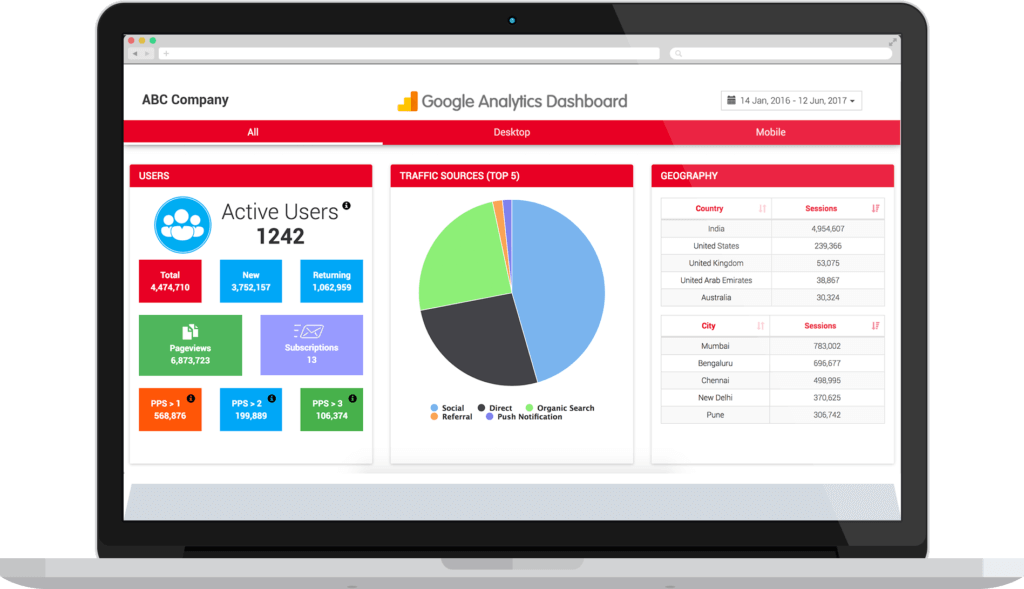 ABC Company
Google Analytics Dashboard
14 Jan, 2016 - 12 Jun, 2017
All
Desktop
Mobile
USERS
Active Users
1242
Total
4,474,710
New
3,752,157
Returning
1,062,959
Pageviews
6,873,723
Subscriptions
13
PPS > 1
568,876
PPS > 2
199,889
PPS > 3
106,374
TRAFFIC SOURCES (TOP 5)
Social Direct Organic Search
Referral Push Notification
GEOGRAPHY
Country Sessions
India 4,954,607
United States 239,366
United Kingdom 53,075
United Arab Emirates 38,867
Australia 30,324
City Sessions
Mumbai 783,002
Bengaluru 696,677
Chennai 498,995
New Delhi 370,625
Pune 306,742